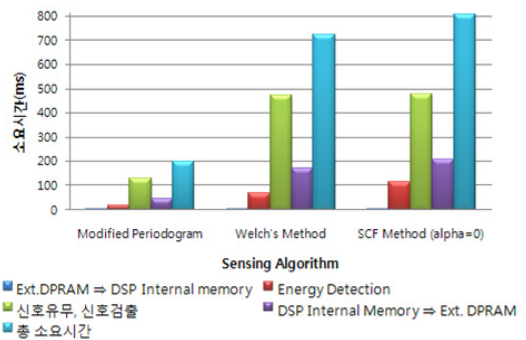 800
700
600
500
400
300
200
100
0
소요시간(ms)
Modified Periodogram Welch's Method SCF Method (alpha=0)
Sensing Algorithm
Ext.DPRAM ⇒ DSP Internal memory Energy Detection
신호유무, 신호검출 DSP Internal Memory ⇒ Ext. DPRAM
총 소요시간